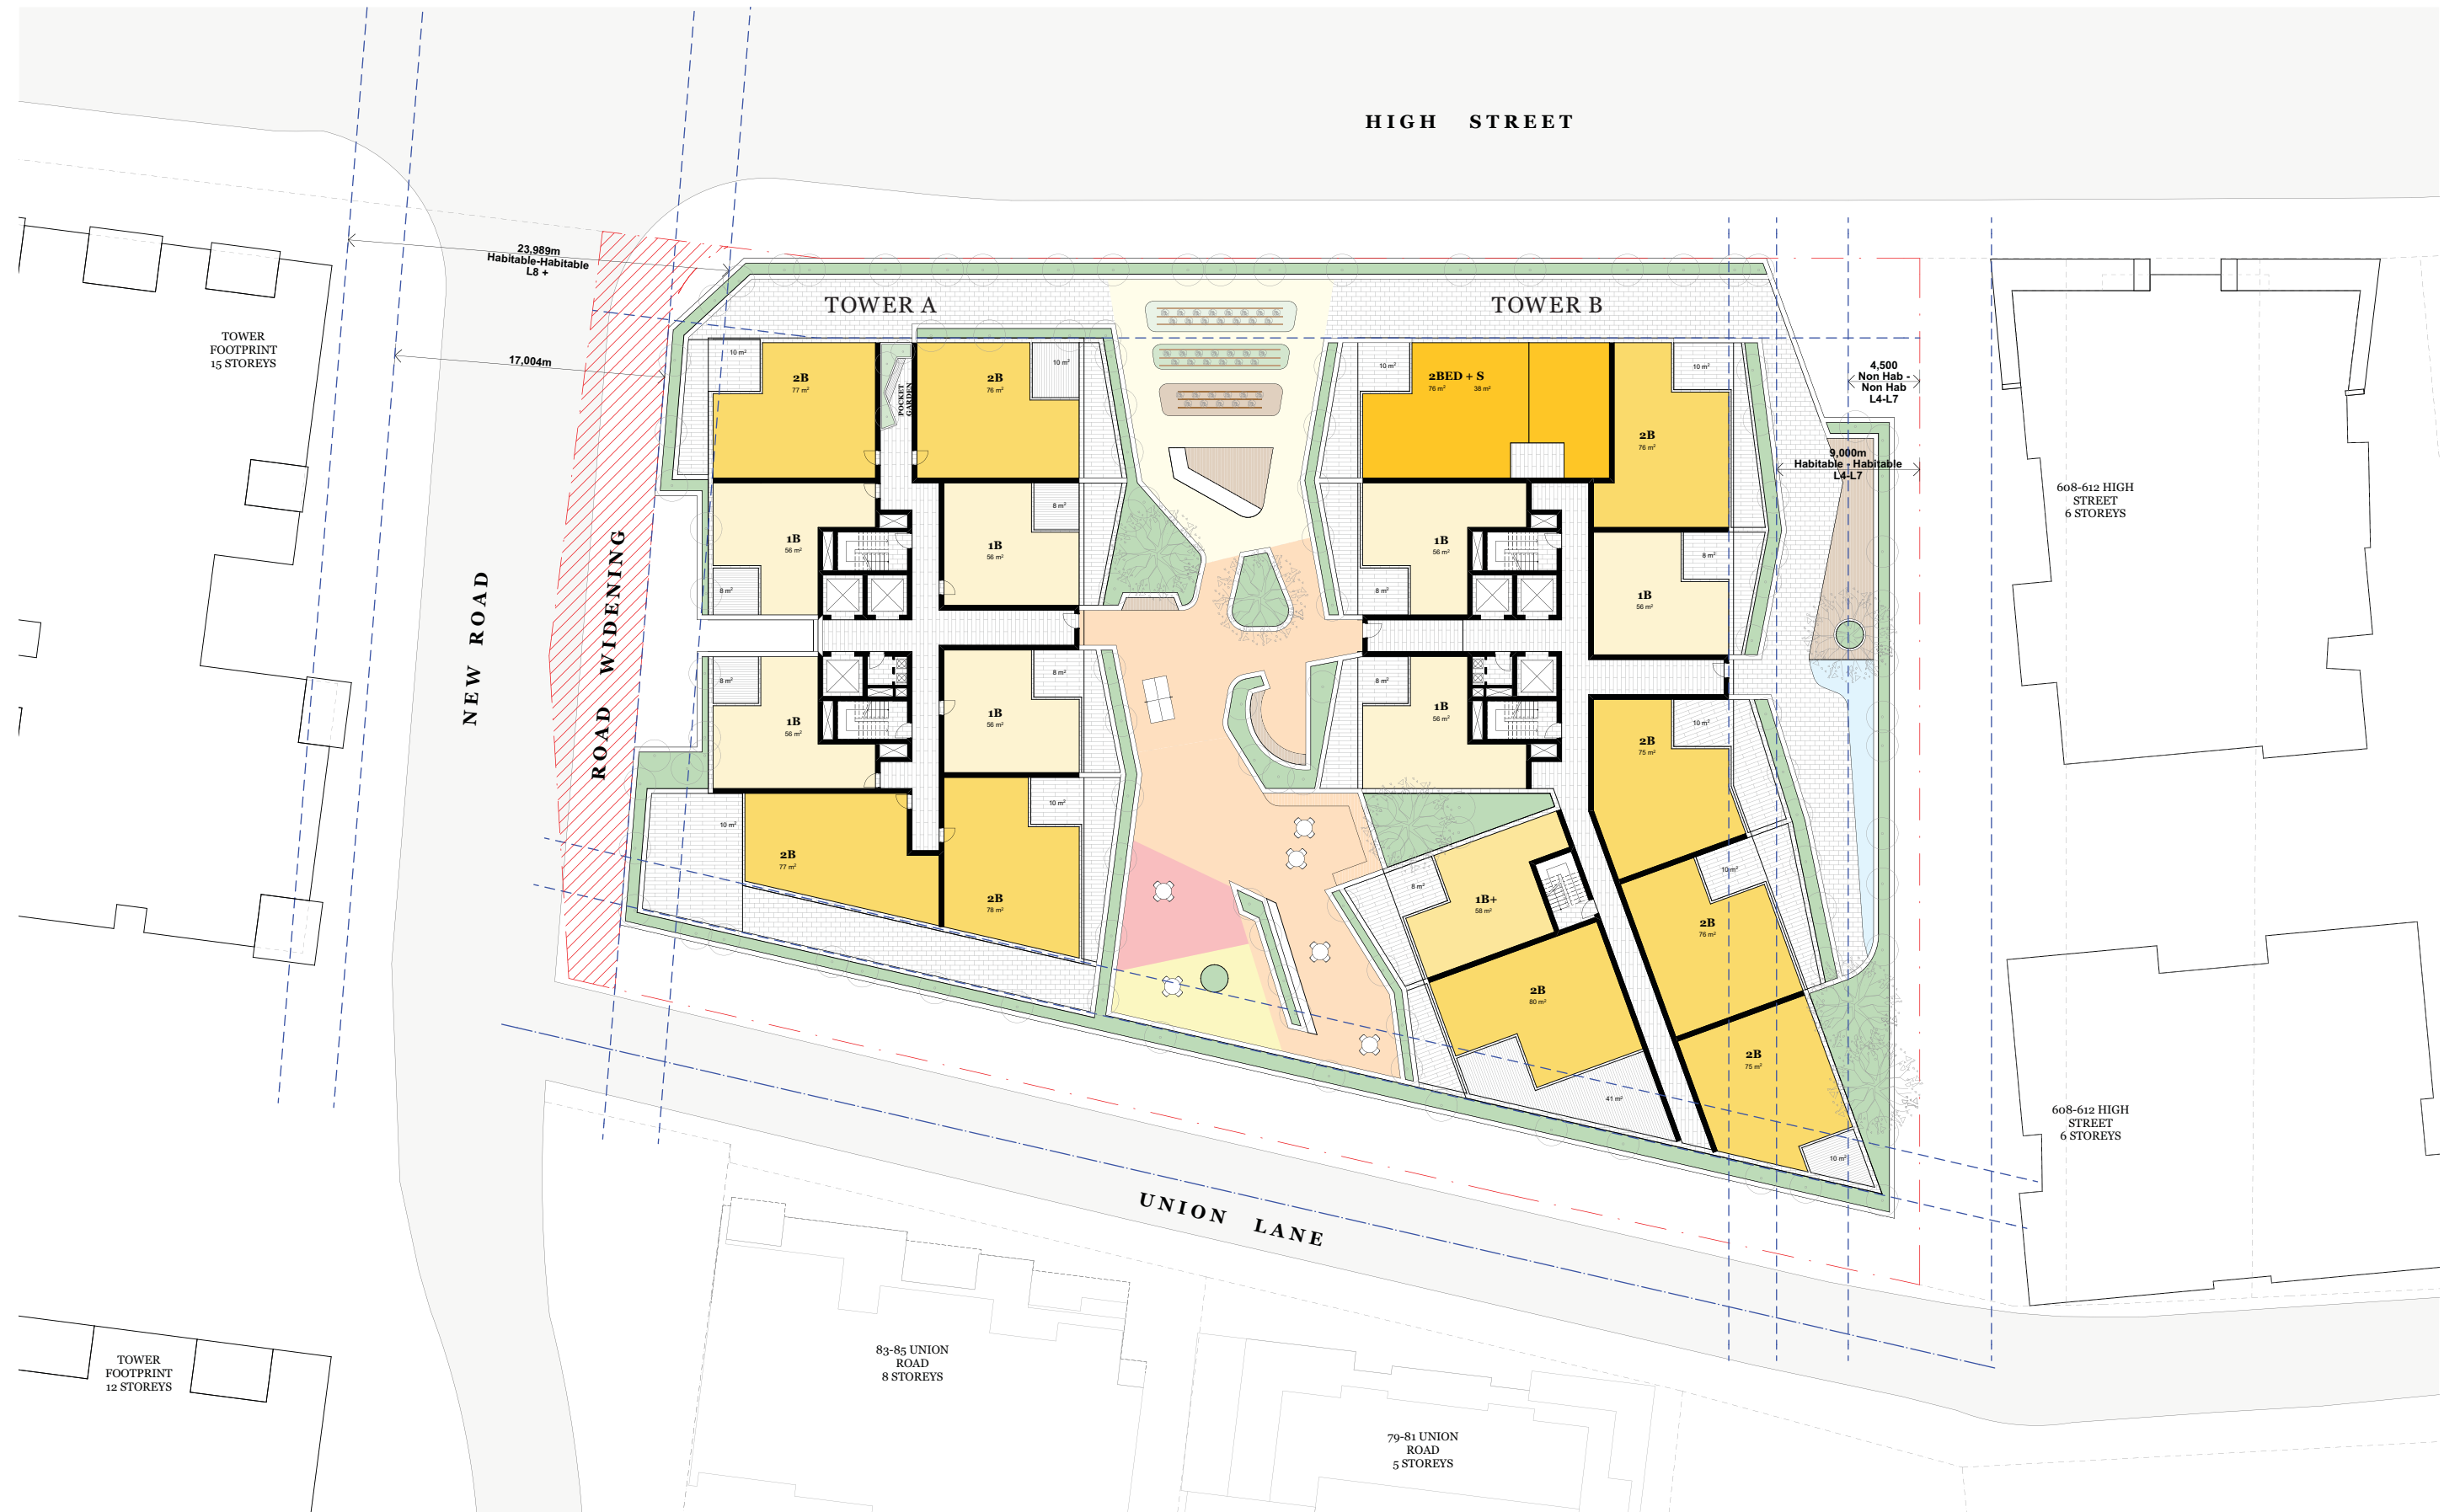 HIGH STREET
23,989m
Habitable-Habitable
L8 +
TOWER
FOOTPRINT
15 STOREYS
17,004m
TOWER A
TOWER B
4,500
Non Hab -
Non Hab
L4-L7
9,000m
Habitable - Habitable
L4-L7
608-612 HIGH
STREET
6 STOREYS
NEW ROAD
ROAD WIDENING
10 m²
2B
77 m²
POCKET
GARDEN
2B
76 m²
10 m²
1B
56 m²
8 m²
1B
56 m²
8 m²
8 m²
1B
56 m²
1B
56 m²
8 m²
10 m²
2B
77 m²
2B
78 m²
10 m²
10 m²
2BED + S
76 m² 38 m²
2B
76 m²
10 m²
1B
56 m²
8 m²
1B
56 m²
8 m²
8 m²
1B
56 m²
2B
75 m²
10 m²
8 m²
1B+
58 m²
10 m²
2B
76 m²
2B
80 m²
41 m²
2B
75 m²
10 m²
608-612 HIGH
STREET
6 STOREYS
UNION LANE
TOWER
FOOTPRINT
12 STOREYS
83-85 UNION
ROAD
8 STOREYS
79-81 UNION
ROAD
5 STOREYS